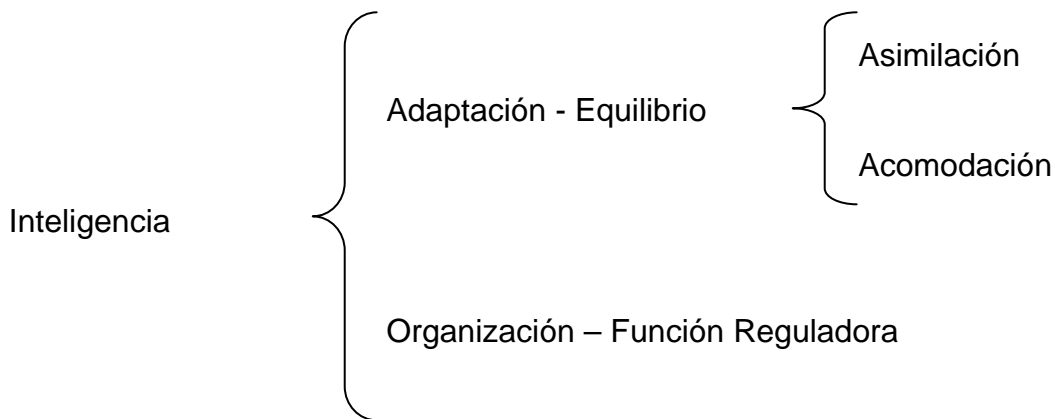 Inteligencia
Adaptación - Equilibrio
Asimilación
Acomodación
Organización – Función Reguladora